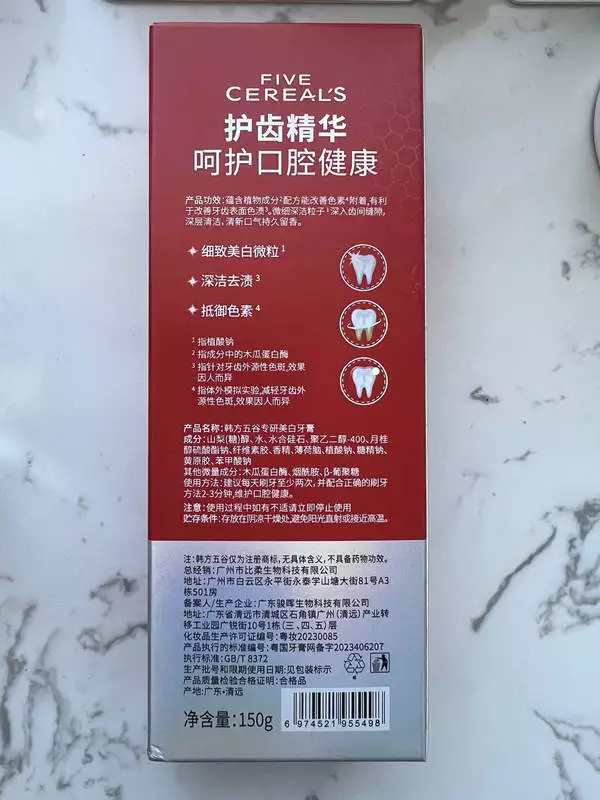 FIVE
CEREAL'S
护齿精华
呵护口腔健康
产品功效:蕴含植物成分²配方能改善色素⁴附着,有利
于改善牙齿表面色渍³。微细深洁粒子¹深入齿间缝隙,
深层清洁,清新口气持久留香。
细致美白微粒¹
深洁去渍³
抵御色素⁴
¹ 指植酸钠
² 指成分中的木瓜蛋白酶
³ 指针对牙齿外源性色斑,效果
因人而异
⁴ 指体外模拟实验,减轻牙齿外
源性色斑,效果因人而异
产品名称:韩方五谷专研美白牙膏
成分:山梨(糖)醇、水、水合硅石、聚乙二醇-400、月桂
醇硫酸酯钠、纤维素胶、香精、薄荷脑、植酸钠、糖精钠、
黄原胶、苯甲酸钠
其他微量成分:木瓜蛋白酶、烟酰胺、β-葡聚糖
使用方法:建议每天刷牙至少两次,并配合正确的刷牙
方法2-3分钟,维护口腔健康。
注意:使用过程中如有不适请立即停止使用
贮存条件:存放在阴凉干燥处,避免阳光直射或接近高温。
注:韩方五谷仅为注册商标,无具体含义,不具备药物功效。
总经销:广州市比柔生物科技有限公司
地址:广州市白云区永平街永泰学山塘大街81号A3
栋501房
备案人/生产企业:广东骏晖生物科技有限公司
地址:广东省清远市清城区石角镇广州(清远)产业转
移工业园广锐街10号1栋(三、四、五)层
化妆品生产许可证编号:粤妆20230085
产品执行的标准编号:粤国牙膏网备字2023406207
执行标准:GB/T 8372
生产批号和限期使用日期:见包装标示
产品质量检验合格证明:合格品
产地:广东•清远
净含量:150g
6 974521 955498